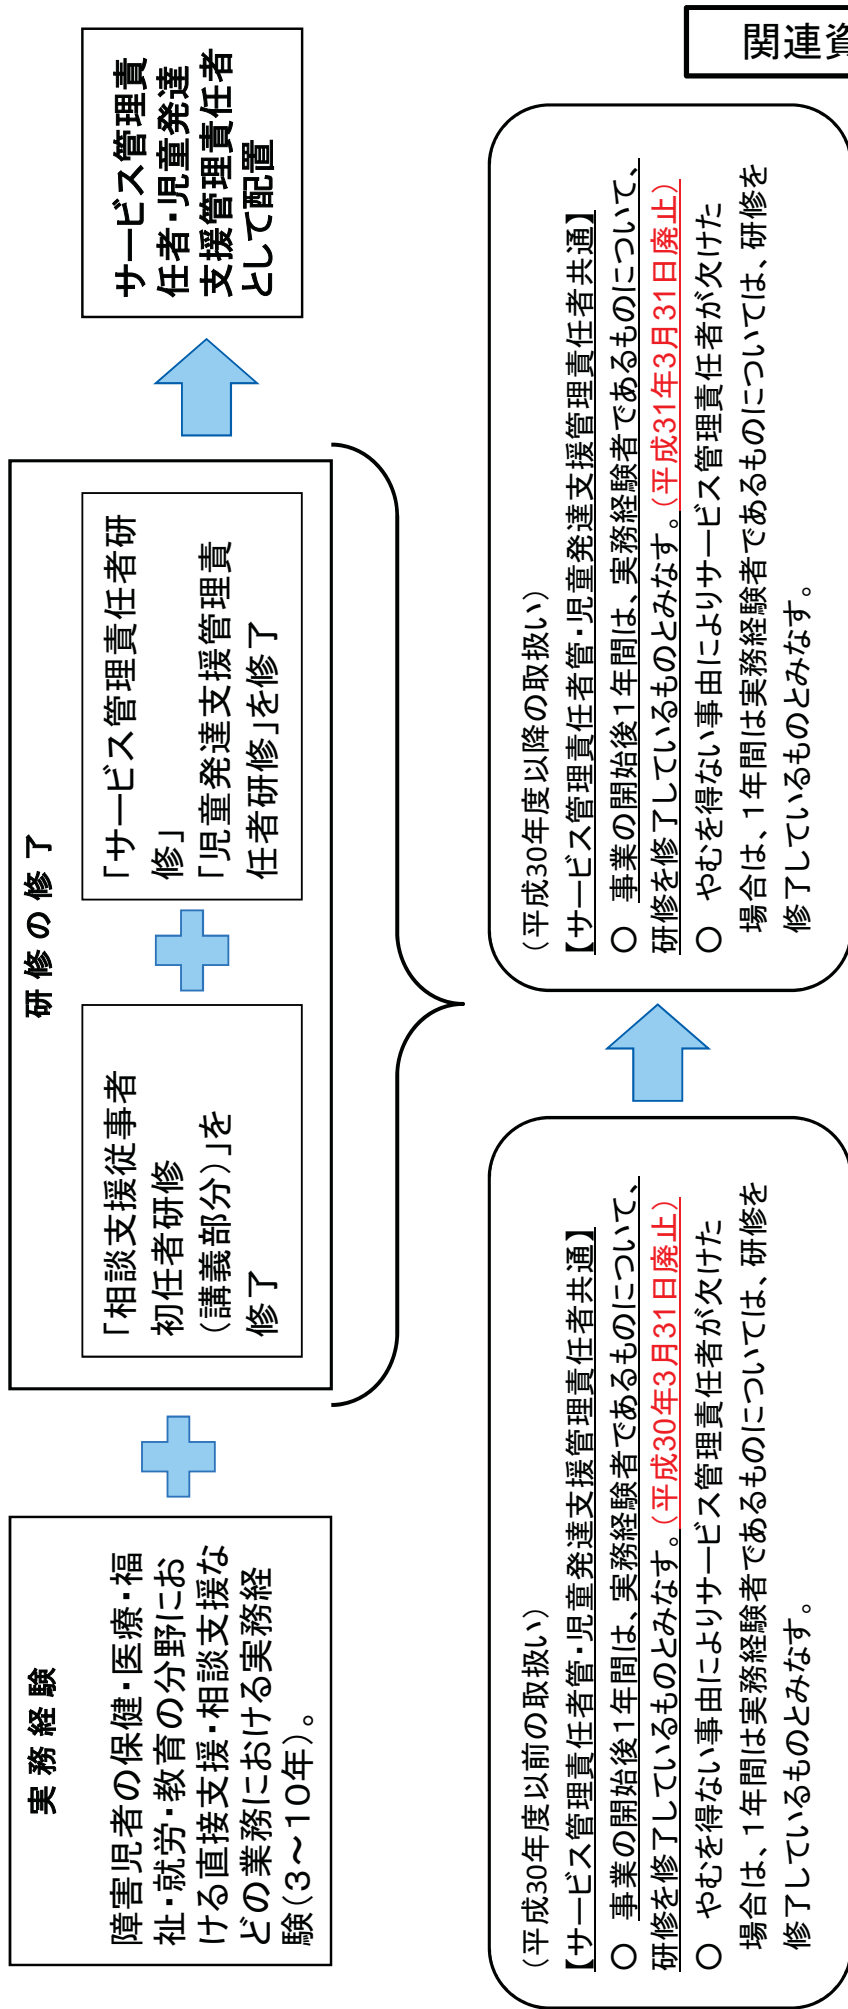 関連資
実務経験
障害児者の保健・医療・福
祉・就労・教育の分野にお
ける直接支援・相談支援な
どの業務における実務経
験(3～10年)。
研修の修了
「相談支援従事者
初任者研修
(講義部分)」を
修了
「サービス管理責任者研
修」
「児童発達支援管理責
任者研修」を修了
サービス管理責
任者・児童発達
支援管理責任者
として配置
(平成30年度以前の取扱い)
【サービス管理責任者管・児童発達支援管理責任者共通】
○ 事業の開始後1年間は、実務経験者であるものについて、
研修を修了しているものとみなす。(平成30年3月31日廃止)
○ やむを得ない事由によりサービス管理責任者が欠けた
場合は、1年間は実務経験者であるものについては、研修を
修了しているものとみなす。
(平成30年度以降の取扱い)
【サービス管理責任者管・児童発達支援管理責任者共通】
○ 事業の開始後1年間は、実務経験者であるものについて、
研修を修了しているものとみなす。(平成31年3月31日廃止)
○ やむを得ない事由によりサービス管理責任者が欠けた
場合は、1年間は実務経験者であるものについては、研修を
修了しているものとみなす。